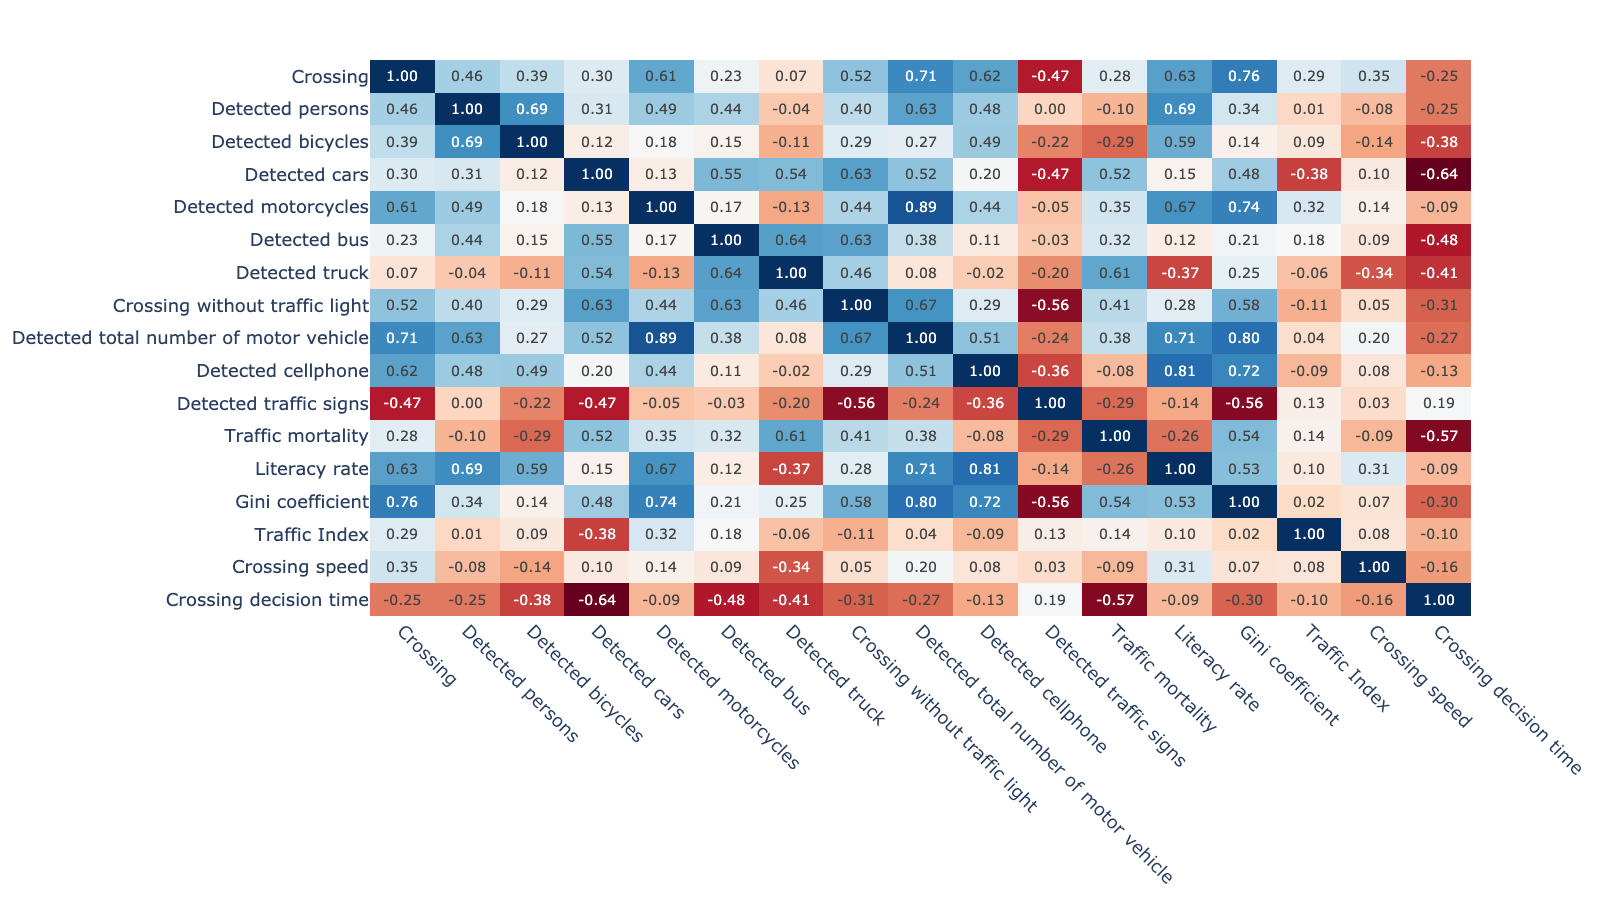 Crossing 1.00 0.46 0.39 0.30 0.61 0.23 0.07 0.52 0.71 0.62 -0.47 0.28 0.63 0.76 0.29 0.35 -0.25
Detected persons 0.46 1.00 0.69 0.31 0.49 0.44 -0.04 0.40 0.63 0.48 0.00 -0.10 0.69 0.34 0.01 -0.08 -0.25
Detected bicycles 0.39 0.69 1.00 0.12 0.18 0.15 -0.11 0.29 0.27 0.49 -0.22 -0.29 0.59 0.14 0.09 -0.14 -0.38
Detected cars 0.30 0.31 0.12 1.00 0.13 0.55 0.54 0.63 0.52 0.20 -0.47 0.52 0.15 0.48 -0.38 0.10 -0.64
Detected motorcycles 0.61 0.49 0.18 0.13 1.00 0.17 -0.13 0.44 0.89 0.44 -0.05 0.35 0.67 0.74 0.32 0.14 -0.09
Detected bus 0.23 0.44 0.15 0.55 0.17 1.00 0.64 0.63 0.38 0.11 -0.03 0.32 0.12 0.21 0.18 0.09 -0.48
Detected truck 0.07 -0.04 -0.11 0.54 -0.13 0.64 1.00 0.46 0.08 -0.02 -0.20 0.61 -0.37 0.25 -0.06 -0.34 -0.41
Crossing without traffic light 0.52 0.40 0.29 0.63 0.44 0.63 0.46 1.00 0.67 0.29 -0.56 0.41 0.28 0.58 -0.11 0.05 -0.31
Detected total number of motor vehicle 0.71 0.63 0.27 0.52 0.89 0.38 0.08 0.67 1.00 0.51 -0.24 0.38 0.71 0.80 0.04 0.20 -0.27
Detected cellphone 0.62 0.48 0.49 0.20 0.44 0.11 -0.02 0.29 0.51 1.00 -0.36 -0.08 0.81 0.72 -0.09 0.08 -0.13
Detected traffic signs -0.47 0.00 -0.22 -0.47 -0.05 -0.03 -0.20 -0.56 -0.24 -0.36 1.00 -0.29 -0.14 -0.56 0.13 0.03 0.19
Traffic mortality 0.28 -0.10 -0.29 0.52 0.35 0.32 0.61 0.41 0.38 -0.08 -0.29 1.00 -0.26 0.54 0.14 -0.09 -0.57
Literacy rate 0.63 0.69 0.59 0.15 0.67 0.12 -0.37 0.28 0.71 0.81 -0.14 -0.26 1.00 0.53 0.10 0.31 -0.09
Gini coefficient 0.76 0.34 0.14 0.48 0.74 0.21 0.25 0.58 0.80 0.72 -0.56 0.54 0.53 1.00 0.02 0.07 -0.30
Traffic Index 0.29 0.01 0.09 -0.38 0.32 0.18 -0.06 -0.11 0.04 -0.09 0.13 0.14 0.10 0.02 1.00 0.08 -0.10
Crossing speed 0.35 -0.08 -0.14 0.10 0.14 0.09 -0.34 0.05 0.20 0.08 0.03 -0.09 0.31 0.07 0.08 1.00 -0.16
Crossing decision time -0.25 -0.25 -0.38 -0.64 -0.09 -0.48 -0.41 -0.31 -0.27 -0.13 0.19 -0.57 -0.09 -0.30 -0.10 -0.16 1.00
Crossing
Detected persons
Detected bicycles
Detected cars
Detected motorcycles
Detected bus
Detected truck
Crossing without traffic light
Detected total number of motor vehicle
Detected cellphone
Detected traffic signs
Traffic mortality
Literacy rate
Gini coefficient
Traffic Index
Crossing speed
Crossing decision time